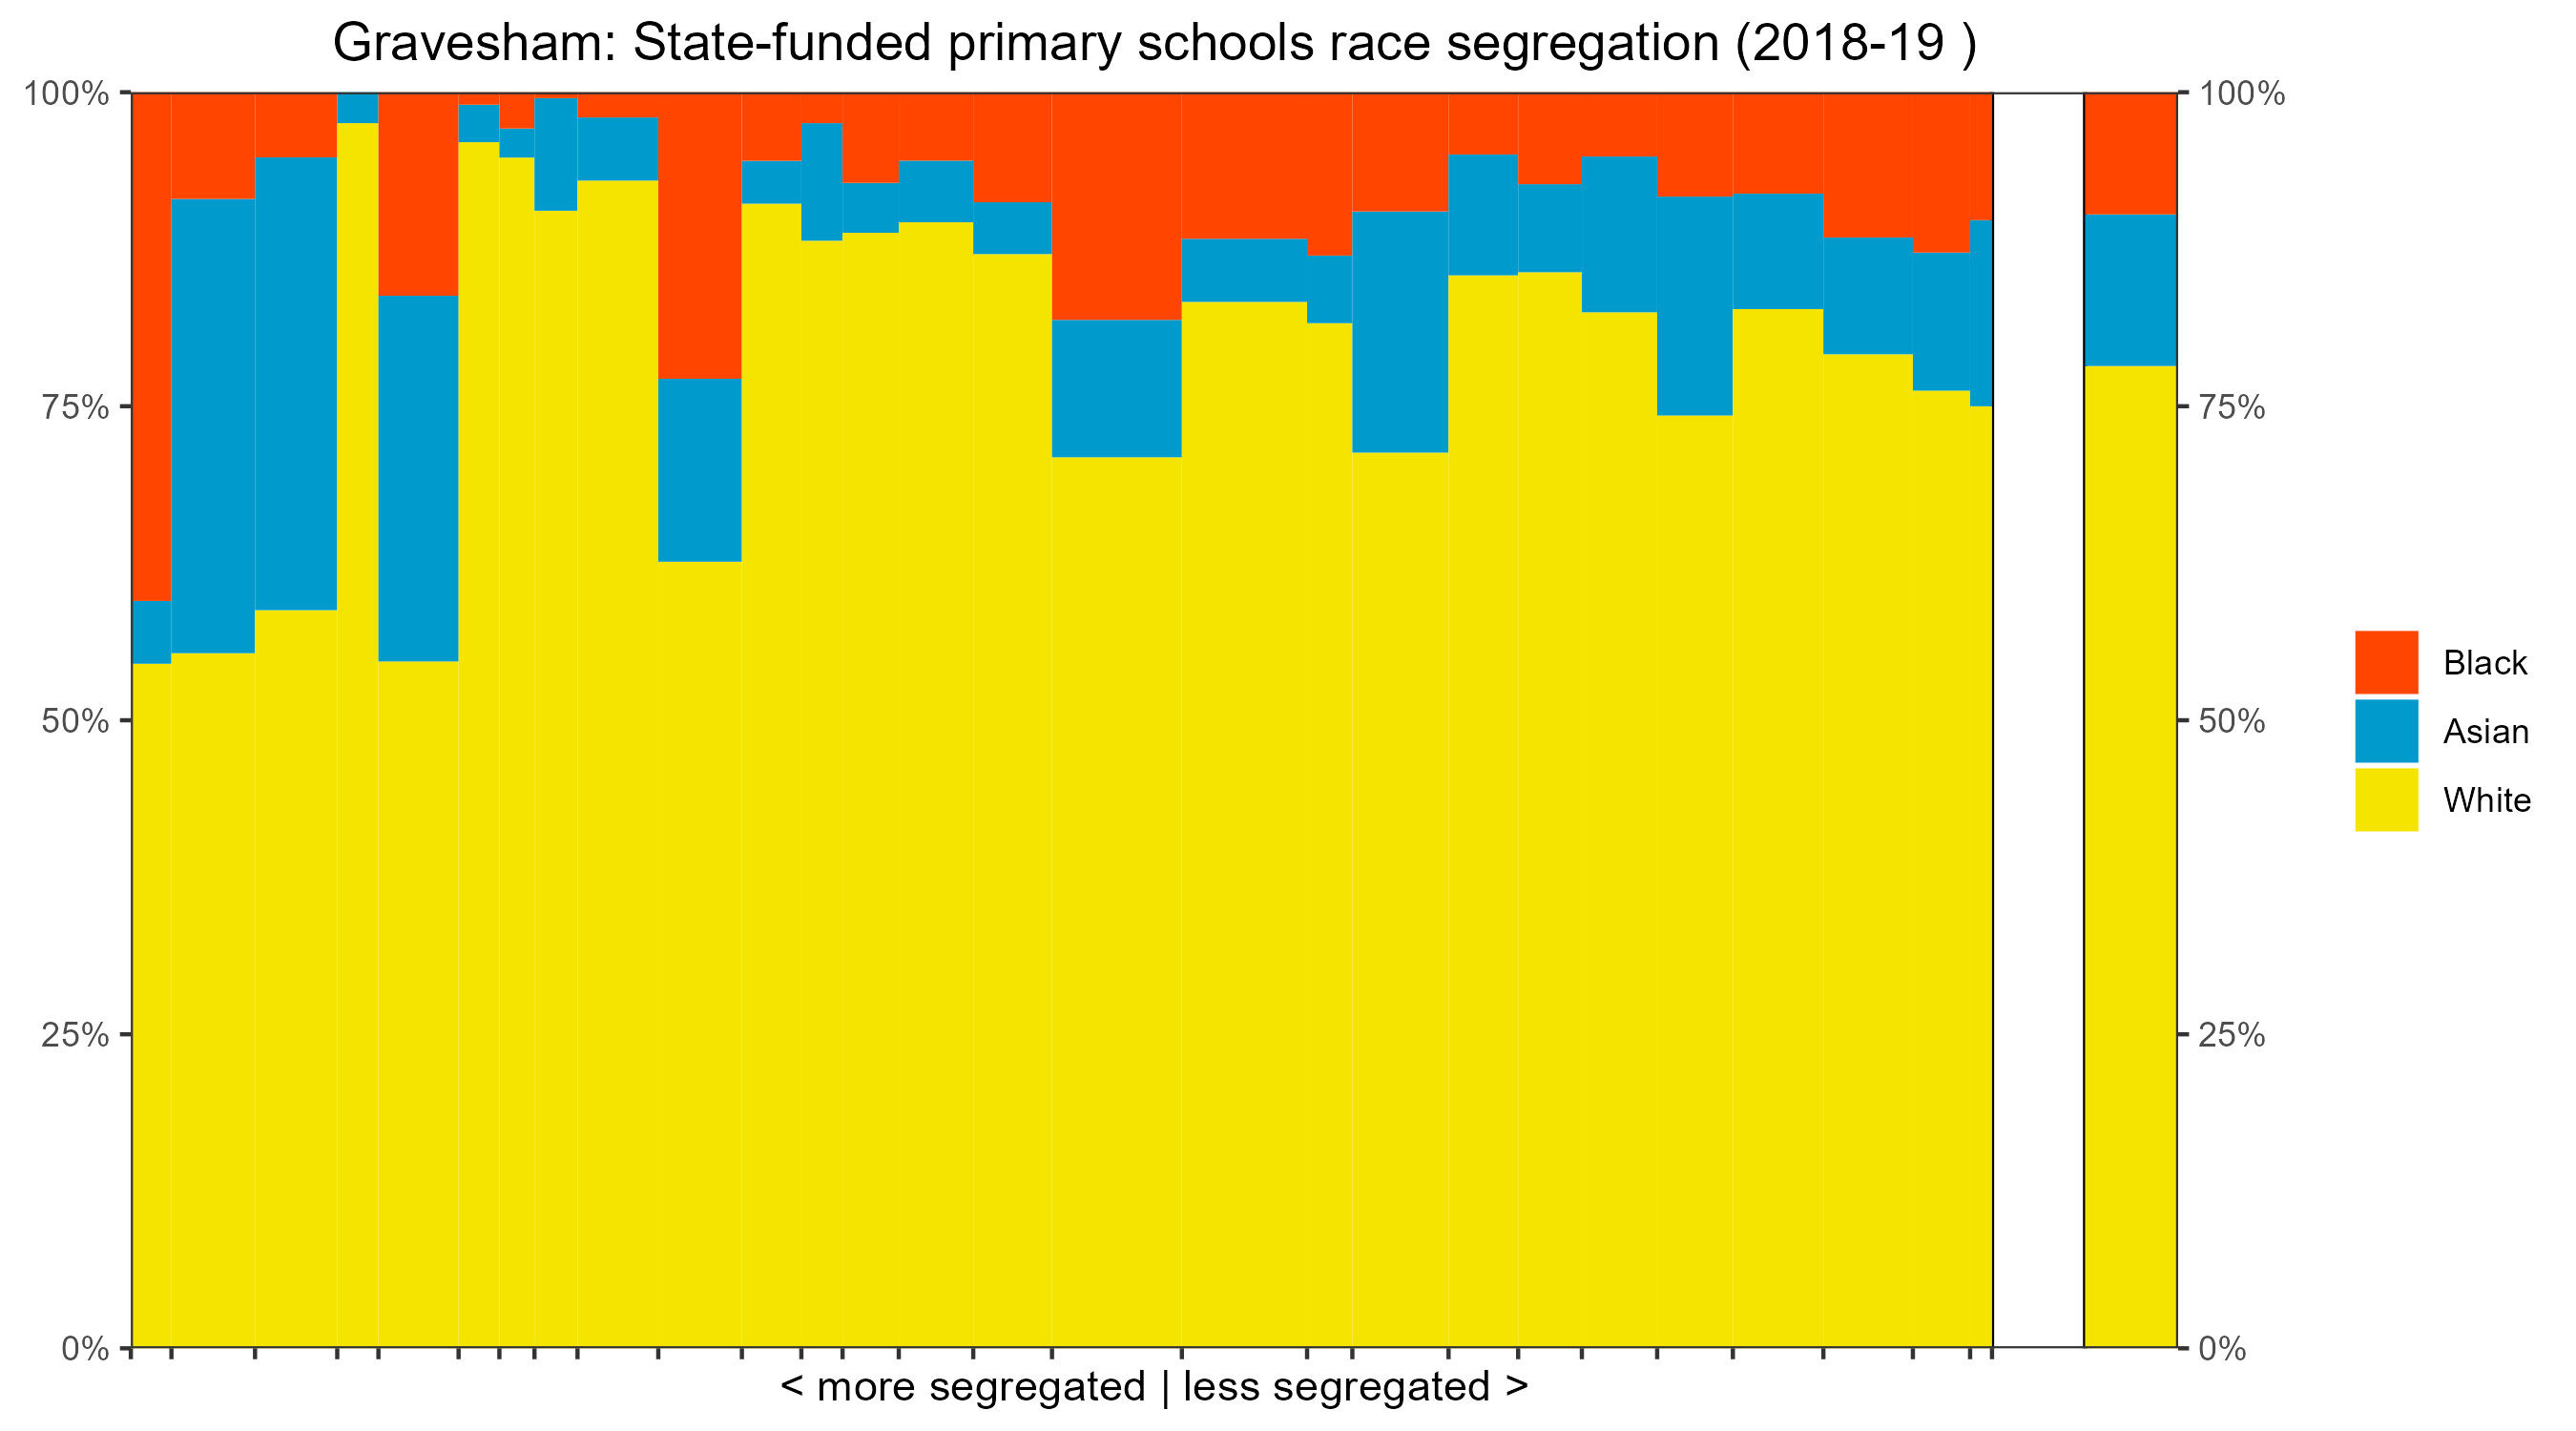 Gravesham: State-funded primary schools race segregation (2018-19 )
100%
100%
75%
75%
50%
50%
25%
25%
0%
0%
Black
Asian
White
< more segregated | less segregated >